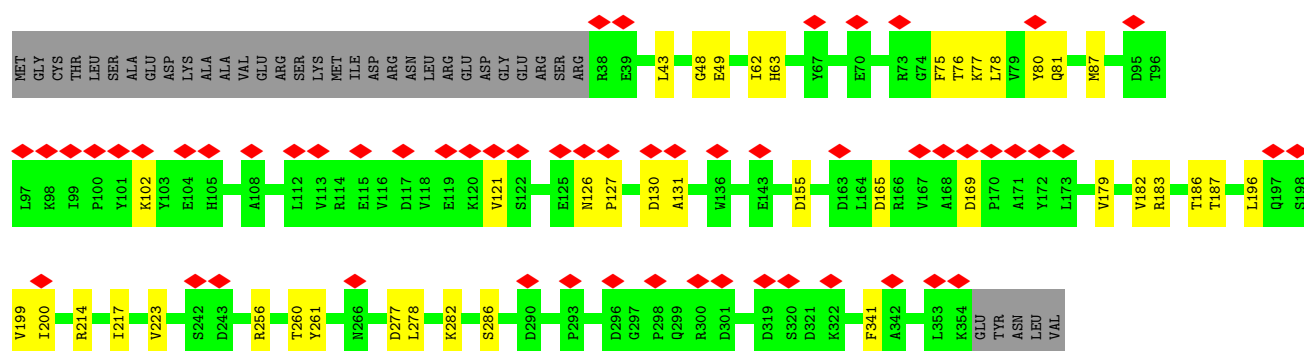 MET GLY CYS THR LEU SER ALA GLU ASP LYS ALA ALA VAL GLU ARG SER LYS MET ILE ASP ARG ASN LEU ARG GLU ASP GLY GLU ARG SER ARG R38 E39 L43 G48 E49 I62 H63 Y67 E70 R73 G74 F75 T76 K77 L78 V79 Y80 Q81 M87 D95 T96
L97 K98 I99 P100 Y101 K102 Y103 E104 H105 A108 L112 V113 R114 E115 V116 D117 V118 E119 K120 V121 S122 E125 N126 P127 D130 A131 W136 E143 D155 D163 L164 D165 R166 V167 A168 D169 P170 A171 Y172 L173 V179 V182 R183 T186 T187 L196 Q197 S198
V199 I200 R214 I217 V223 S242 D243 R256 T260 Y261 N266 D277 L278 K282 S286 D290 P293 D296 G297 P298 Q299 R300 D301 D319 S320 D321 K322 F341 A342 L353 K354 GLU TYR ASN LEU VAL